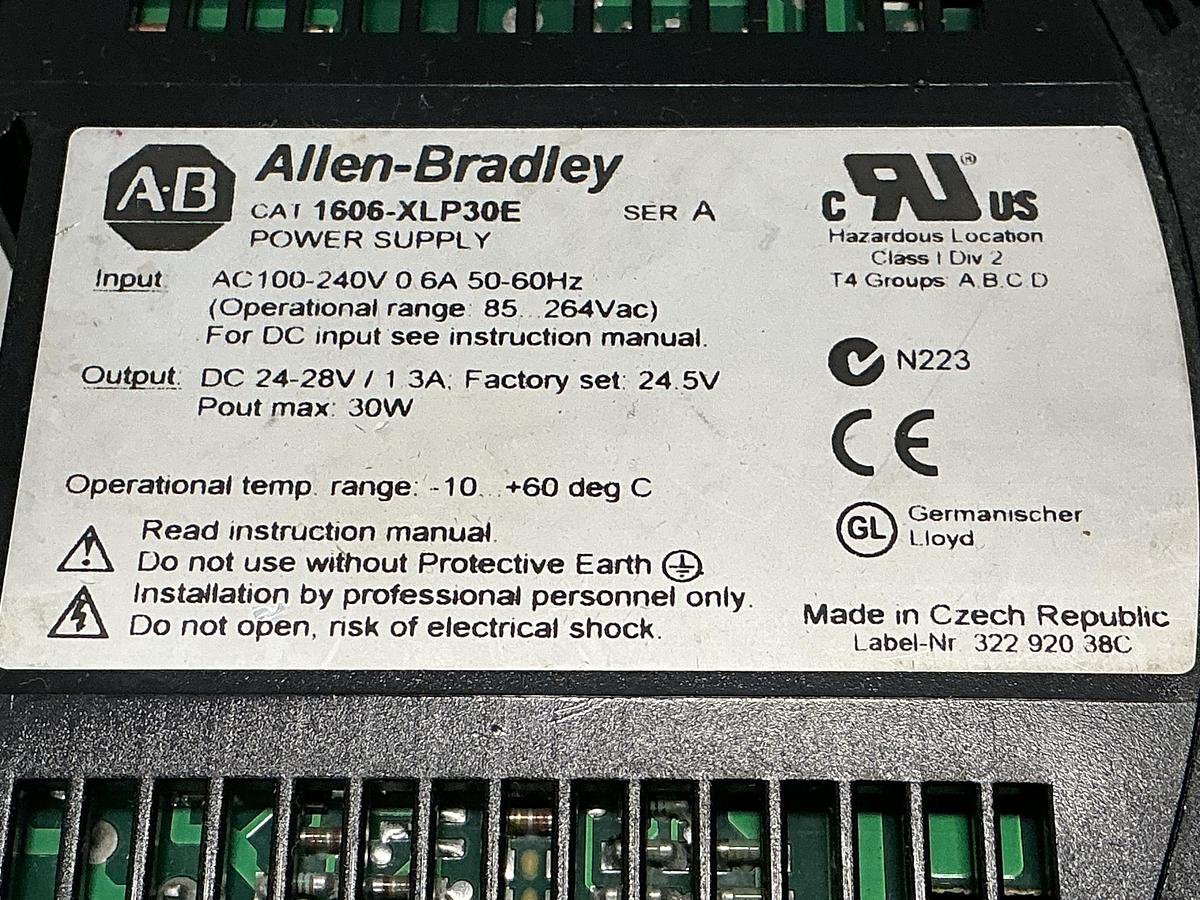 A·B Allen-Bradley
CAT 1606-XLP30E SER A
POWER SUPPLY
Input: AC 100-240V 0.6A 50-60Hz
(Operational range: 85...264Vac)
For DC input see instruction manual.
Output: DC 24-28V / 1.3A; Factory set: 24.5V
Pout max: 30W
Operational temp. range: -10...+60 deg C
Read instruction manual.
Do not use without Protective Earth
Installation by professional personnel only.
Do not open, risk of electrical shock.
C RU ® US
Hazardous Location
Class I Div 2
T4 Groups: A,B,C,D
N223
CE
GL Germanischer
Lloyd
Made in Czech Republic
Label-Nr. 322 920 38C